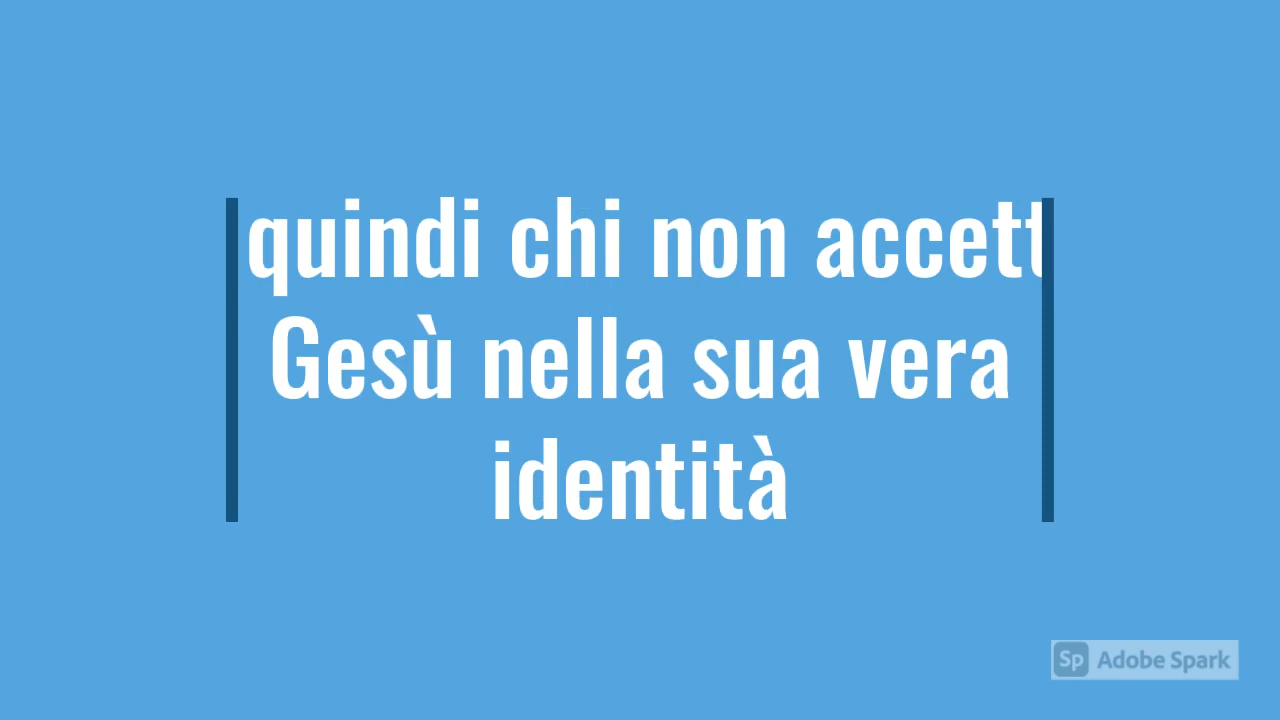 quindi chi non accett
Gesù nella sua vera
identità
Sp Adobe Spark